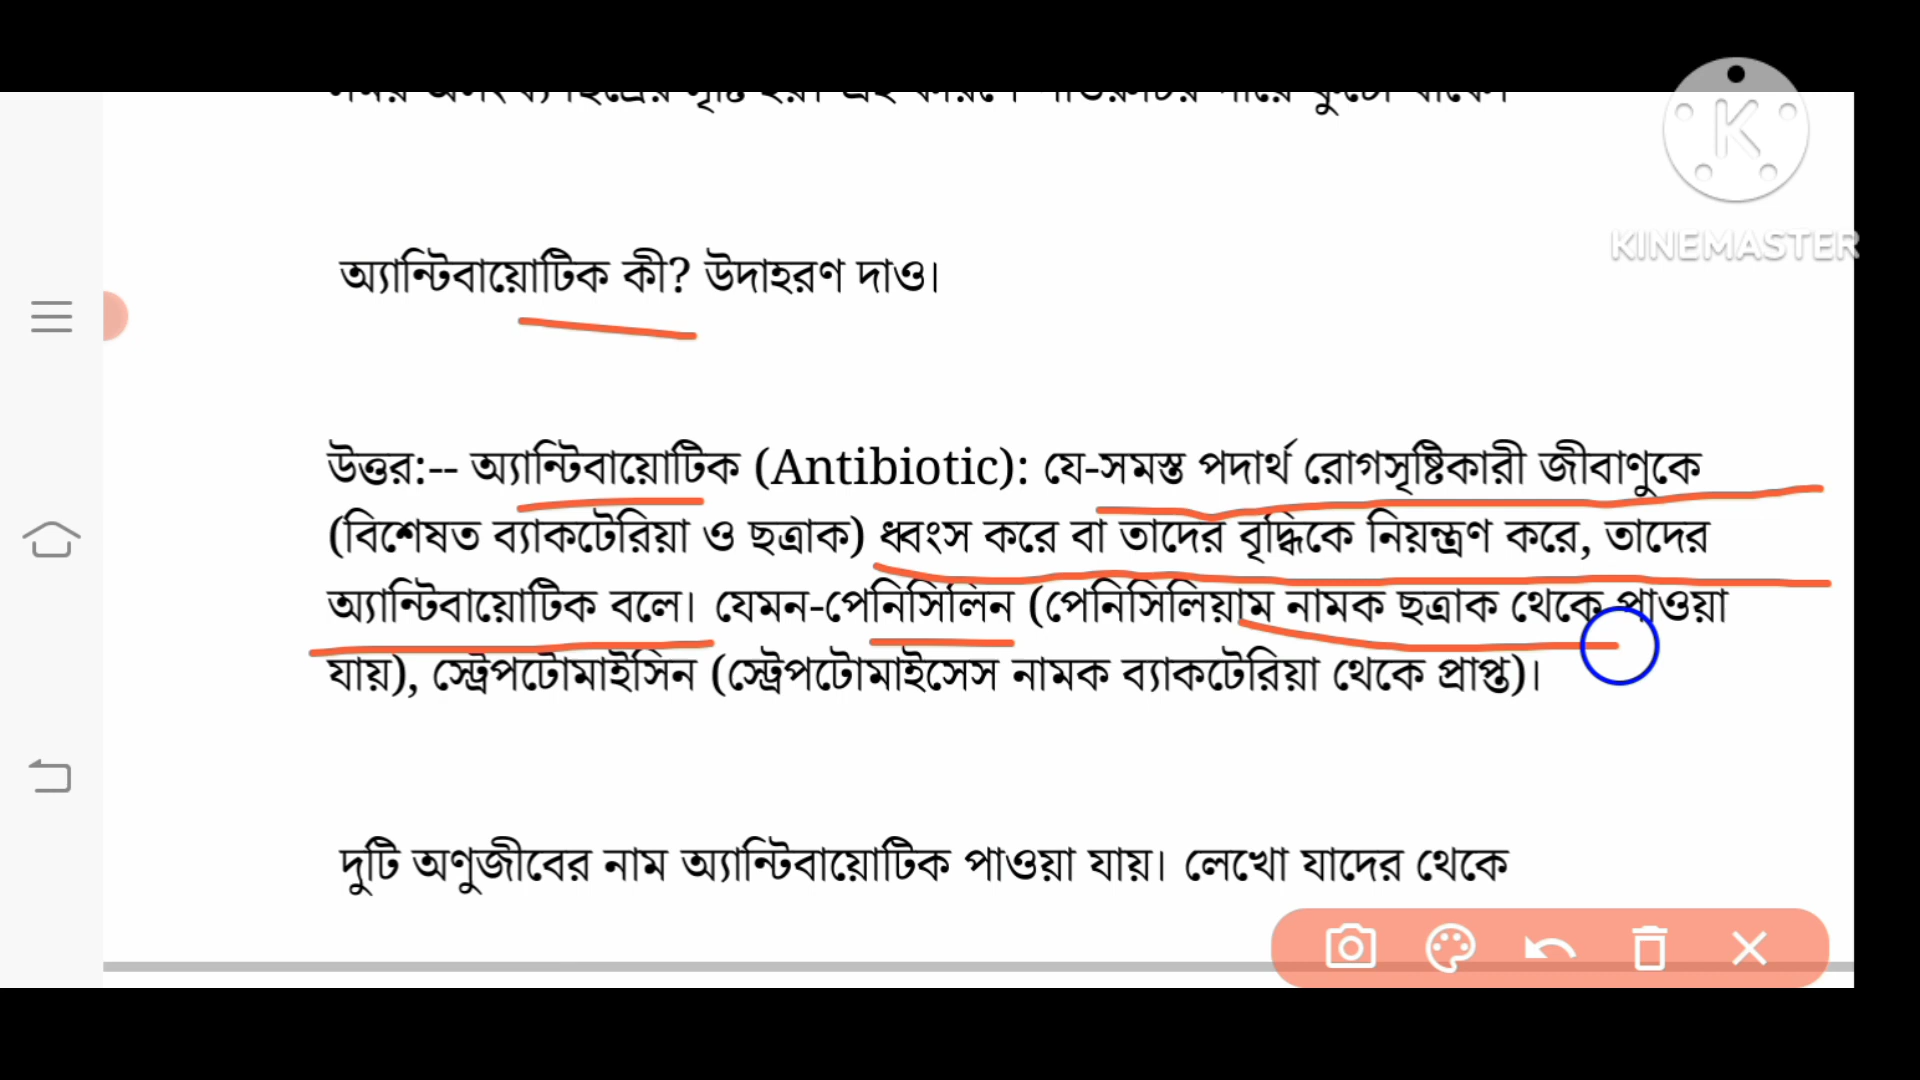 KINEMASTER
অ্যান্টিবায়োটিক কী? উদাহরণ দাও।
উত্তর:-- অ্যান্টিবায়োটিক (Antibiotic): যে-সমস্ত পদার্থ রোগসৃষ্টিকারী জীবাণুকে
(বিশেষত ব্যাকটেরিয়া ও ছত্রাক) ধ্বংস করে বা তাদের বৃদ্ধিকে নিয়ন্ত্রণ করে, তাদের
অ্যান্টিবায়োটিক বলে। যেমন-পেনিসিলিন (পেনিসিলিয়াম নামক ছত্রাক থেকে পাওয়া
যায়), স্ট্রেপটোমাইসিন (স্ট্রেপটোমাইসেস নামক ব্যাকটেরিয়া থেকে প্রাপ্ত)।
দুটি অণুজীবের নাম অ্যান্টিবায়োটিক পাওয়া যায়। লেখো যাদের থেকে